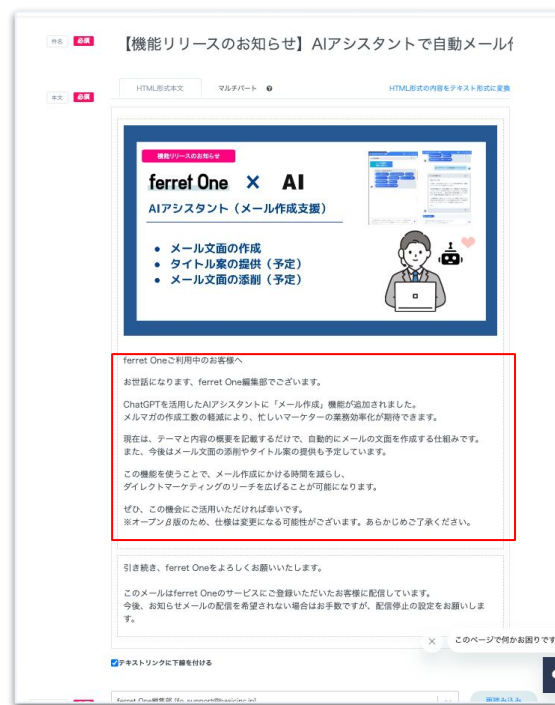 件名 必須 【機能リリースのお知らせ】AIアシスタントで自動メール
HTML形式本文 マルチパート HTML形式の内容をテキスト形式に変換
本文 必須
機能リリースのお知らせ
ferret One × AI
AIアシスタント（メール作成支援）
• メール文面の作成
• タイトル案の提供（予定）
• メール文面の添削（予定）
ferret Oneご利用中のお客様へ
お世話になります、ferret One編集部でございます。
ChatGPTを活用したAIアシスタントに「メール作成」機能が追加されました。
メルマガの作成工数の軽減により、忙しいマーケターの業務効率化が期待できます。
現在は、テーマと内容の概要を記載するだけで、自動的にメールの文面を作成する仕組みです。
また、今後はメール文面の添削やタイトル案の提供も予定しています。
この機能を使うことで、メール作成にかける時間を減らし、
ダイレクトマーケティングのリーチを広げることが可能になります。
ぜひ、この機会にご活用いただければ幸いです。
※オープンβ版のため、仕様は変更になる可能性がございます。あらかじめご了承ください。
引き続き、ferret Oneをよろしくお願いいたします。
このメールはferret Oneのサービスにご登録いただいたお客様に配信しています。
今後、お知らせメールの配信を希望されない場合はお手数ですが、配信停止の設定をお願いしま
す。
× このページで何かお困りです
テキストリンクに下線を付ける